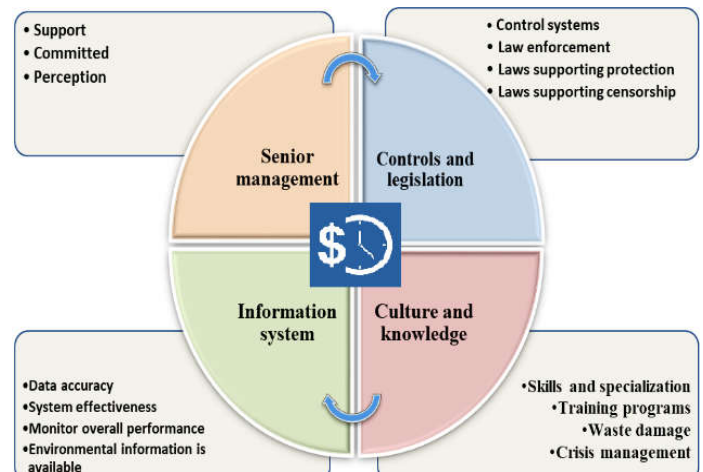 • Support
• Committed
• Perception
• Control systems
• Law enforcement
• Laws supporting protection
• Laws supporting censorship
Senior
management
Controls and
legislation
$
Information
system
Culture and
knowledge
•Data accuracy
•System effectiveness
•Monitor overall performance
•Environmental information is
available
•Skills and specialization
•Training programs
•Waste damage
•Crisis management